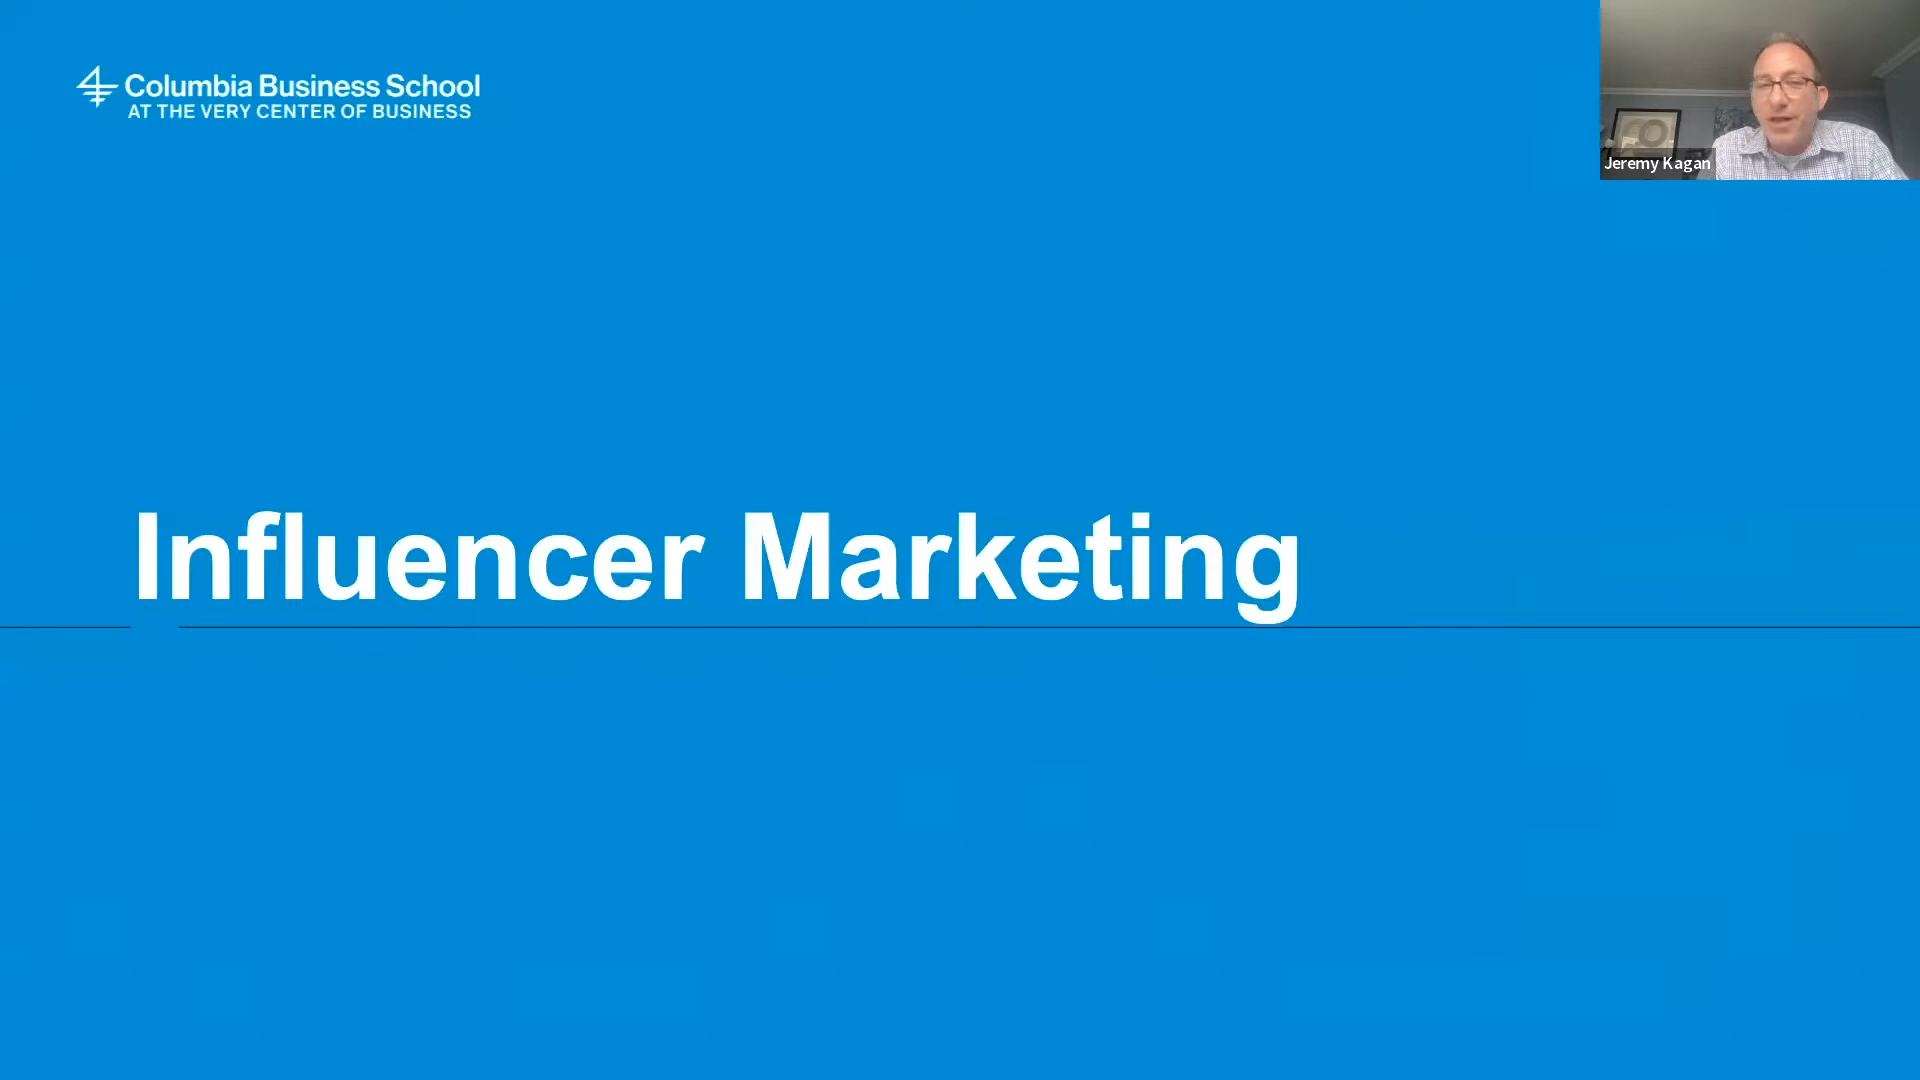 Columbia Business School
AT THE VERY CENTER OF BUSINESS
Jeremy Kagan
Influencer Marketing